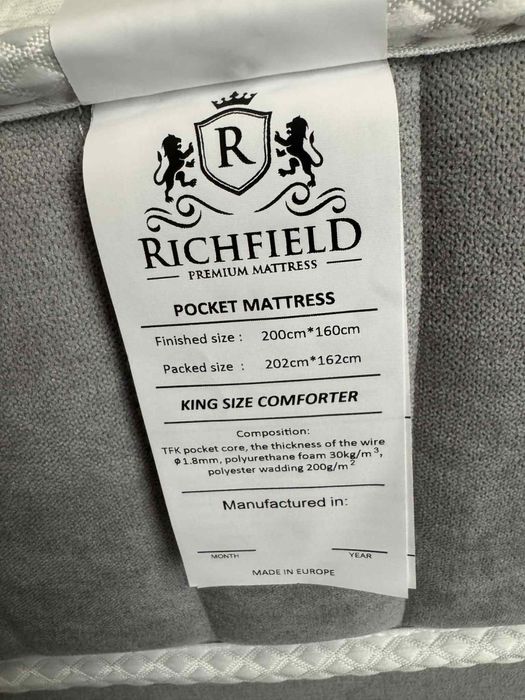 R
RICHFIELD
PREMIUM MATTRESS
POCKET MATTRESS
Finished size : 200cm*160cm
Packed size : 202cm*162cm
KING SIZE COMFORTER
Composition:
TFK pocket core, the thickness of the wire
Φ1.8mm, polyurethane foam 30kg/m³,
polyester wadding 200g/m²
Manufactured in:
MONTH YEAR
MADE IN EUROPE